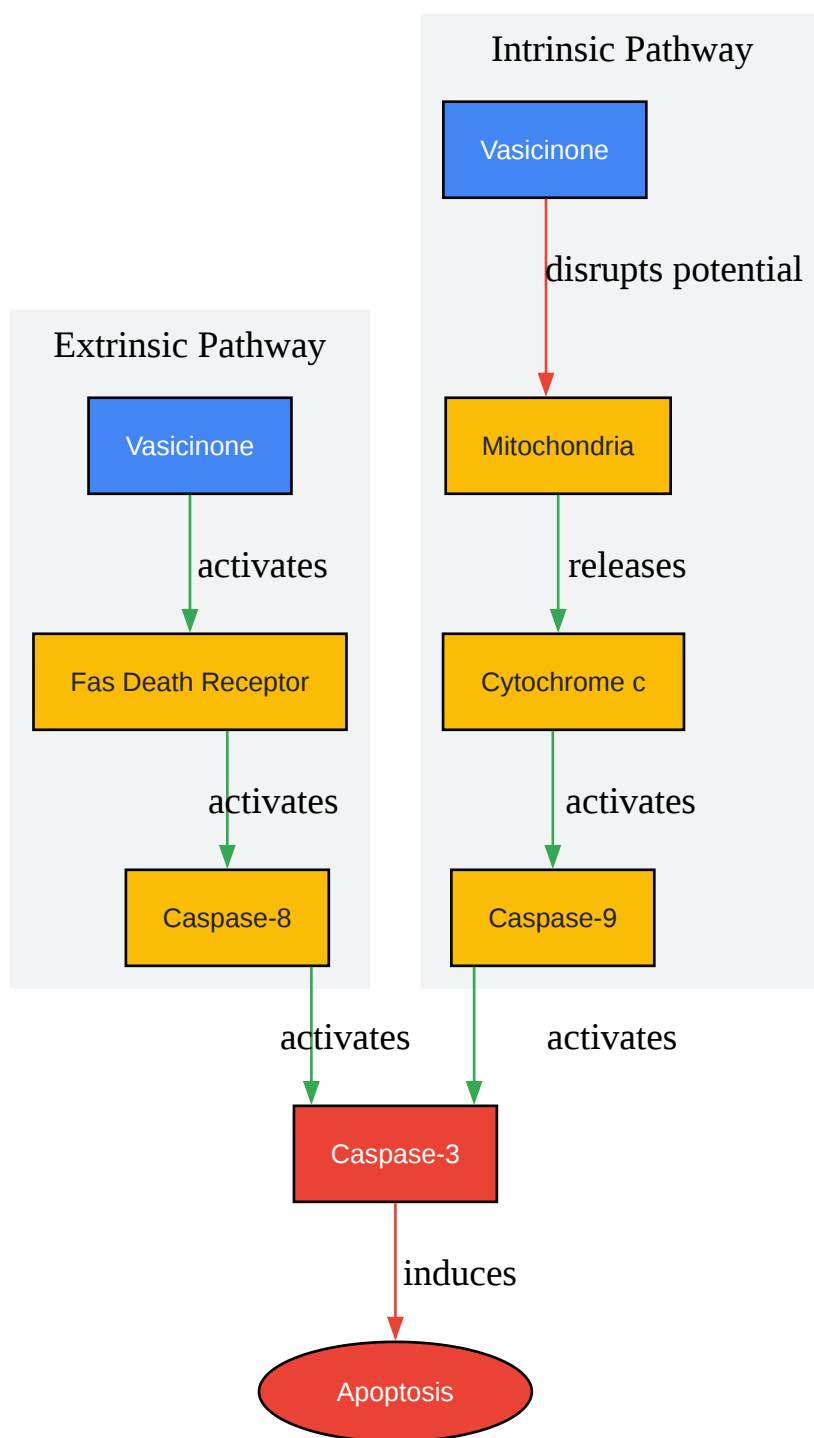 Intrinsic Pathway
Vasicinone
disrupts potential
Extrinsic Pathway
Vasicinone
Mitochondria
activates
releases
Fas Death Receptor
Cytochrome c
activates
activates
Caspase-8
Caspase-9
activates
activates
Caspase-3
induces
Apoptosis